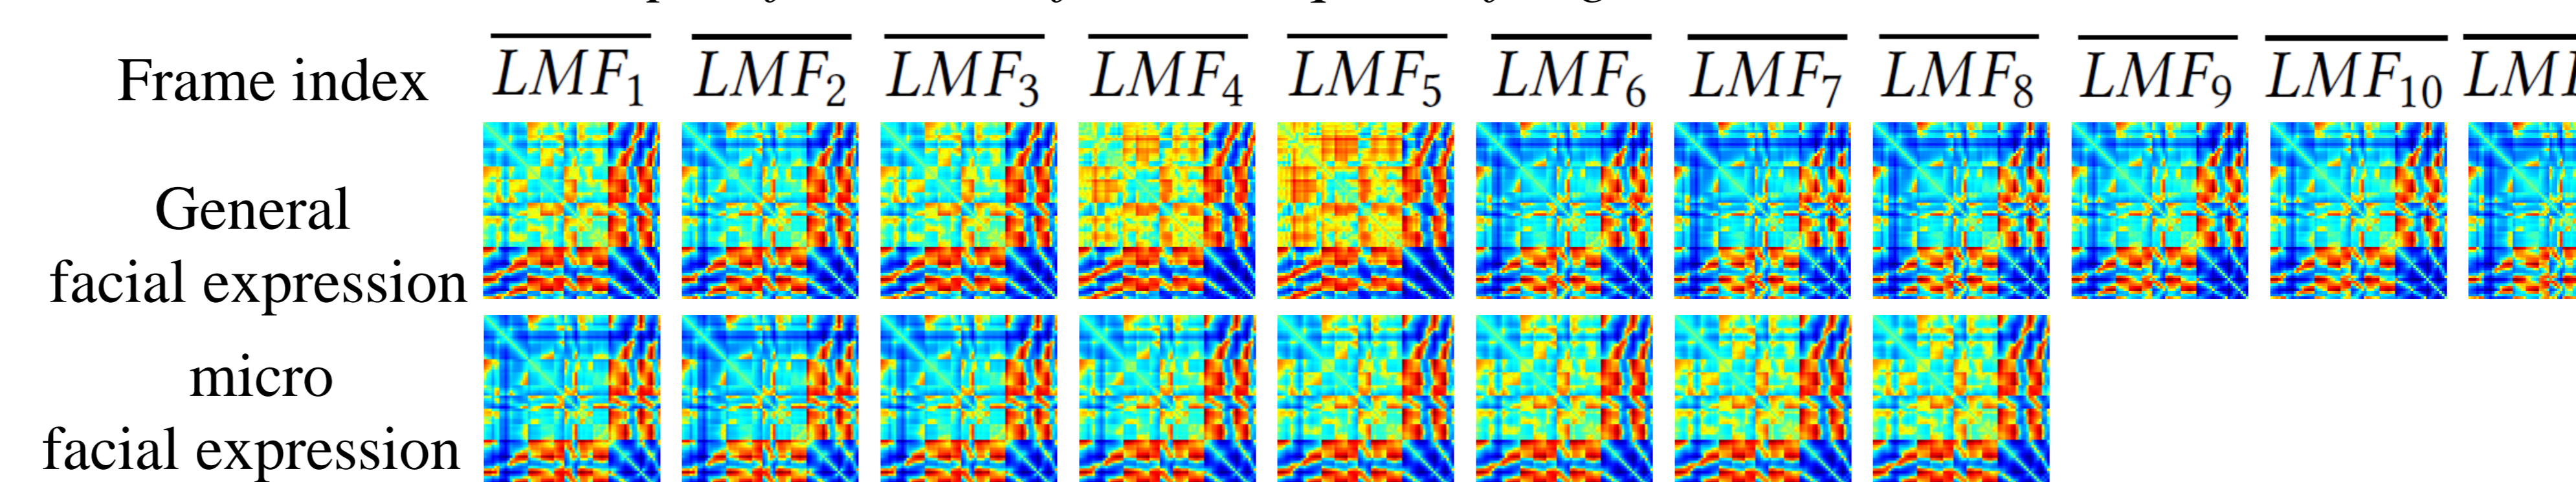 Frame index LMF1 LMF2 LMF3 LMF4 LMF5 LMF6 LMF7 LMF8 LMF9 LMF10
General
facial expression
micro
facial expression